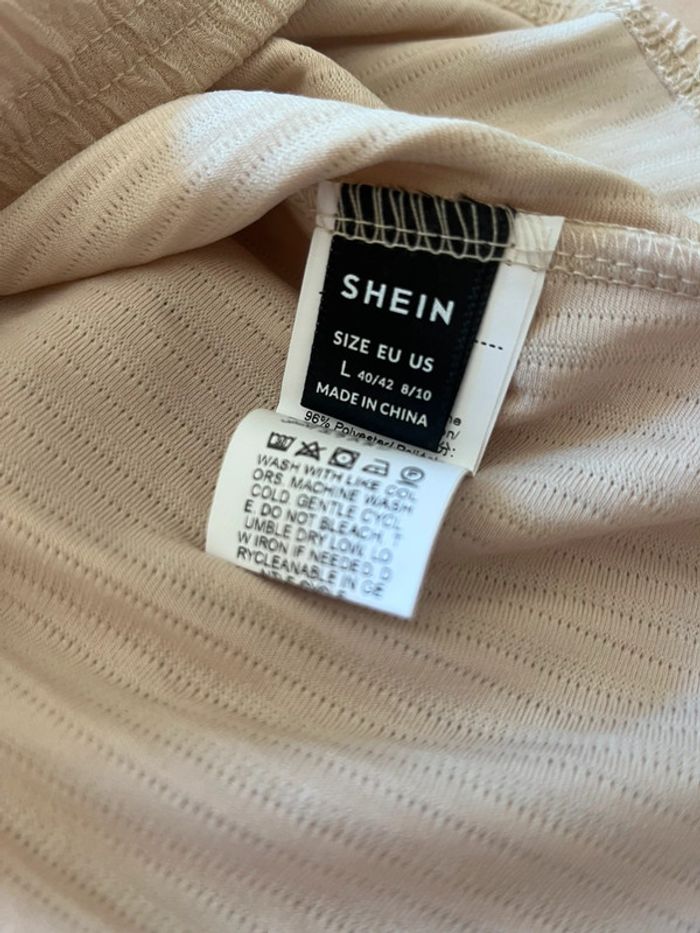 SHEIN
SIZE EU US
L 40/42 8/10
MADE IN CHINA
96% Polyester/
WASH WITH LIKE COL
ORS. MACHINE WASH
COLD. GENTLE CYCL
E. DO NOT BLEACH. T
UMBLE DRY LOW. LO
W IRON IF NEEDED. D
RYCLEANABLE IN GE